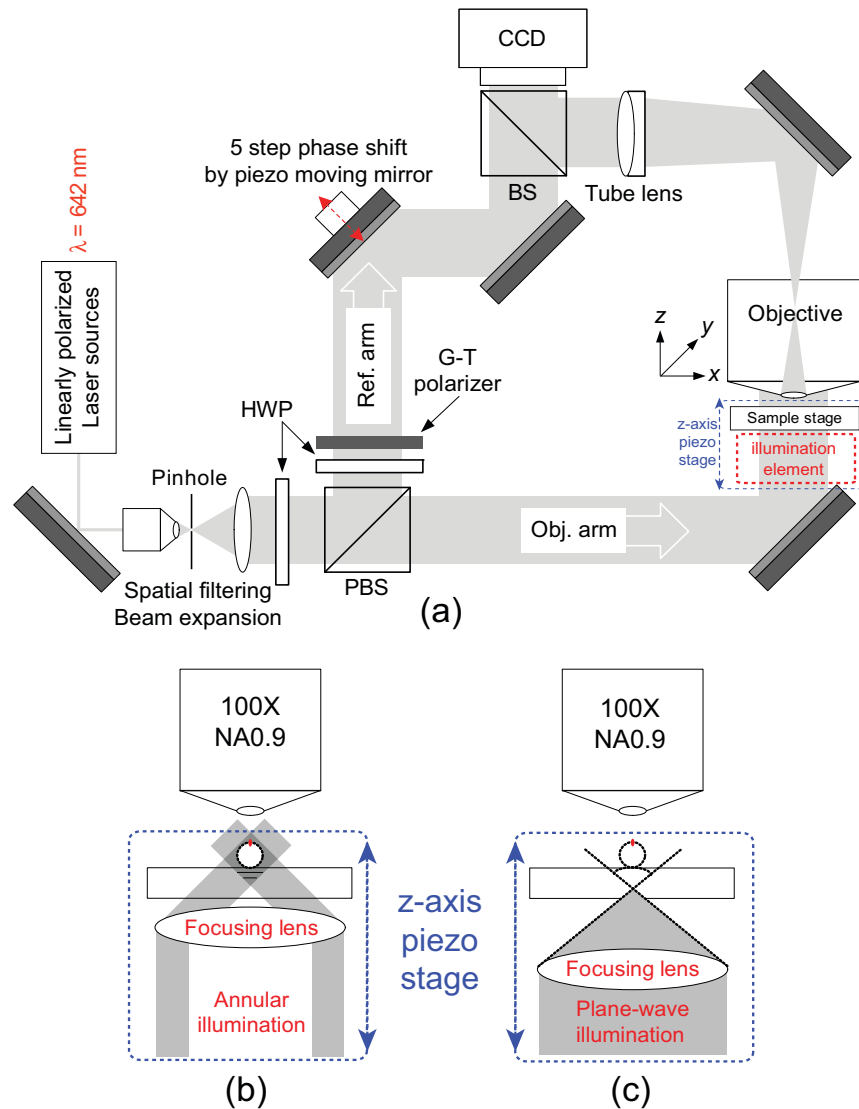 CCD
5 step phase shift
by piezo moving mirror
BS
Tube lens
λ = 642 nm
Linearly polarized
Laser sources
Objective
z
y
x
Ref. arm
G-T
polarizer
HWP
z-axis
piezo
stage
Sample stage
illumination
element
Pinhole
Obj. arm
Spatial filtering
Beam expansion
PBS
(a)
100X
NA0.9
100X
NA0.9
z-axis
piezo
stage
Focusing lens
Annular
illumination
Focusing lens
Plane-wave
illumination
(b)
(c)